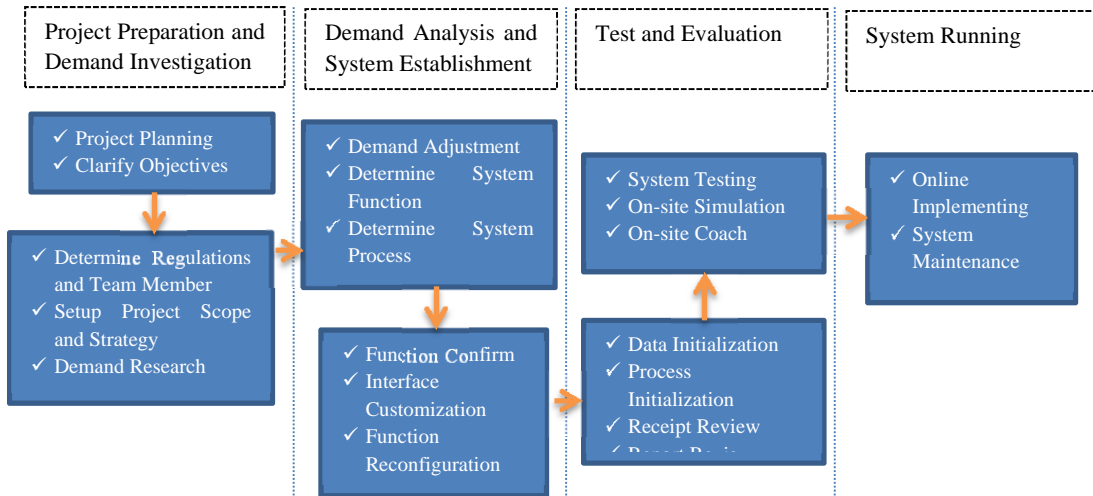 Project Preparation and
Demand Investigation
✓ Project Planning
✓ Clarify Objectives
✓ Determine Regulations
and Team Member
✓ Setup Project Scope
and Strategy
✓ Demand Research
Demand Analysis and
System Establishment
✓ Demand Adjustment
✓ Determine System
Function
✓ Determine System
Process
✓ Function Confirm
✓ Interface
Customization
✓ Function
Reconfiguration
Test and Evaluation
✓ System Testing
✓ On-site Simulation
✓ On-site Coach
✓ Data Initialization
✓ Process
Initialization
✓ Receipt Review
System Running
✓ Online
Implementing
✓ System
Maintenance